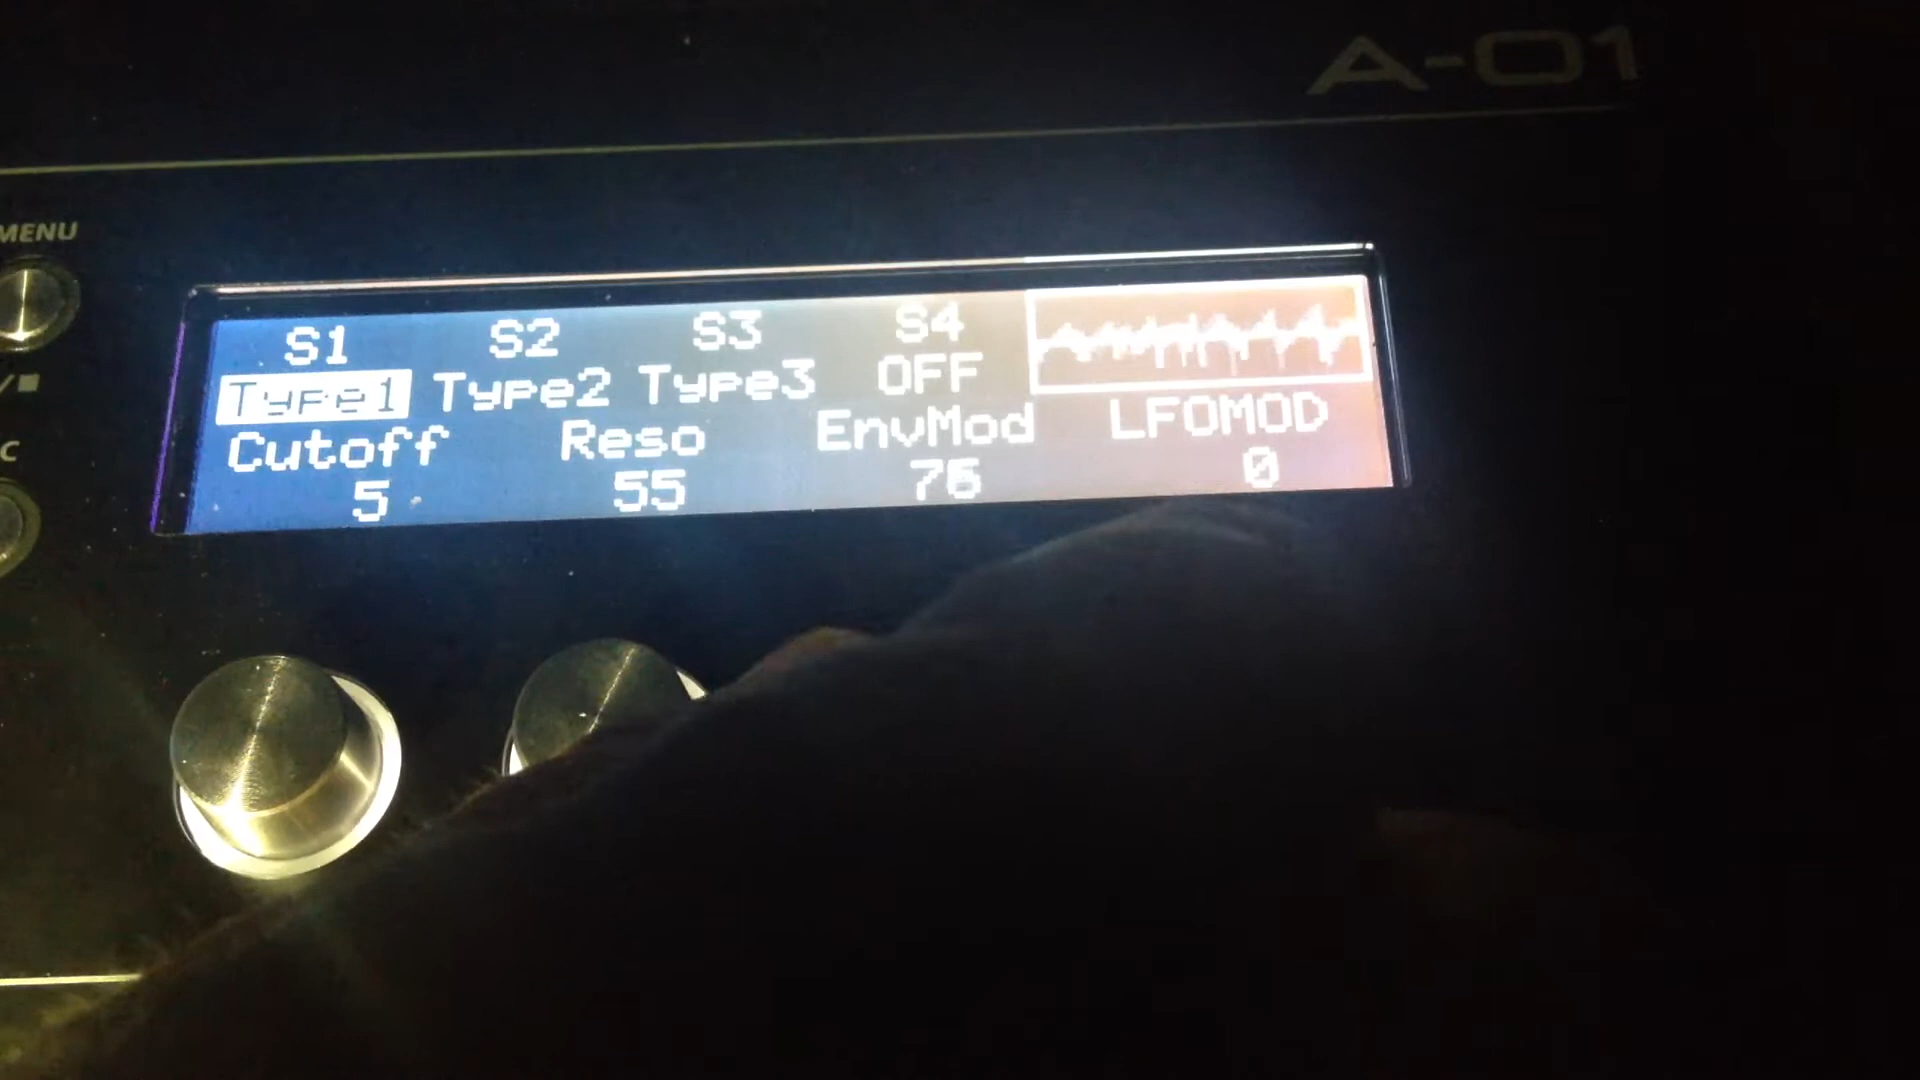 A-01
MENU
/■
C
S1 S2 S3 S4
Type1 Type2 Type3 OFF
Cutoff Reso EnvMod LFOMOD
5 55 76 0